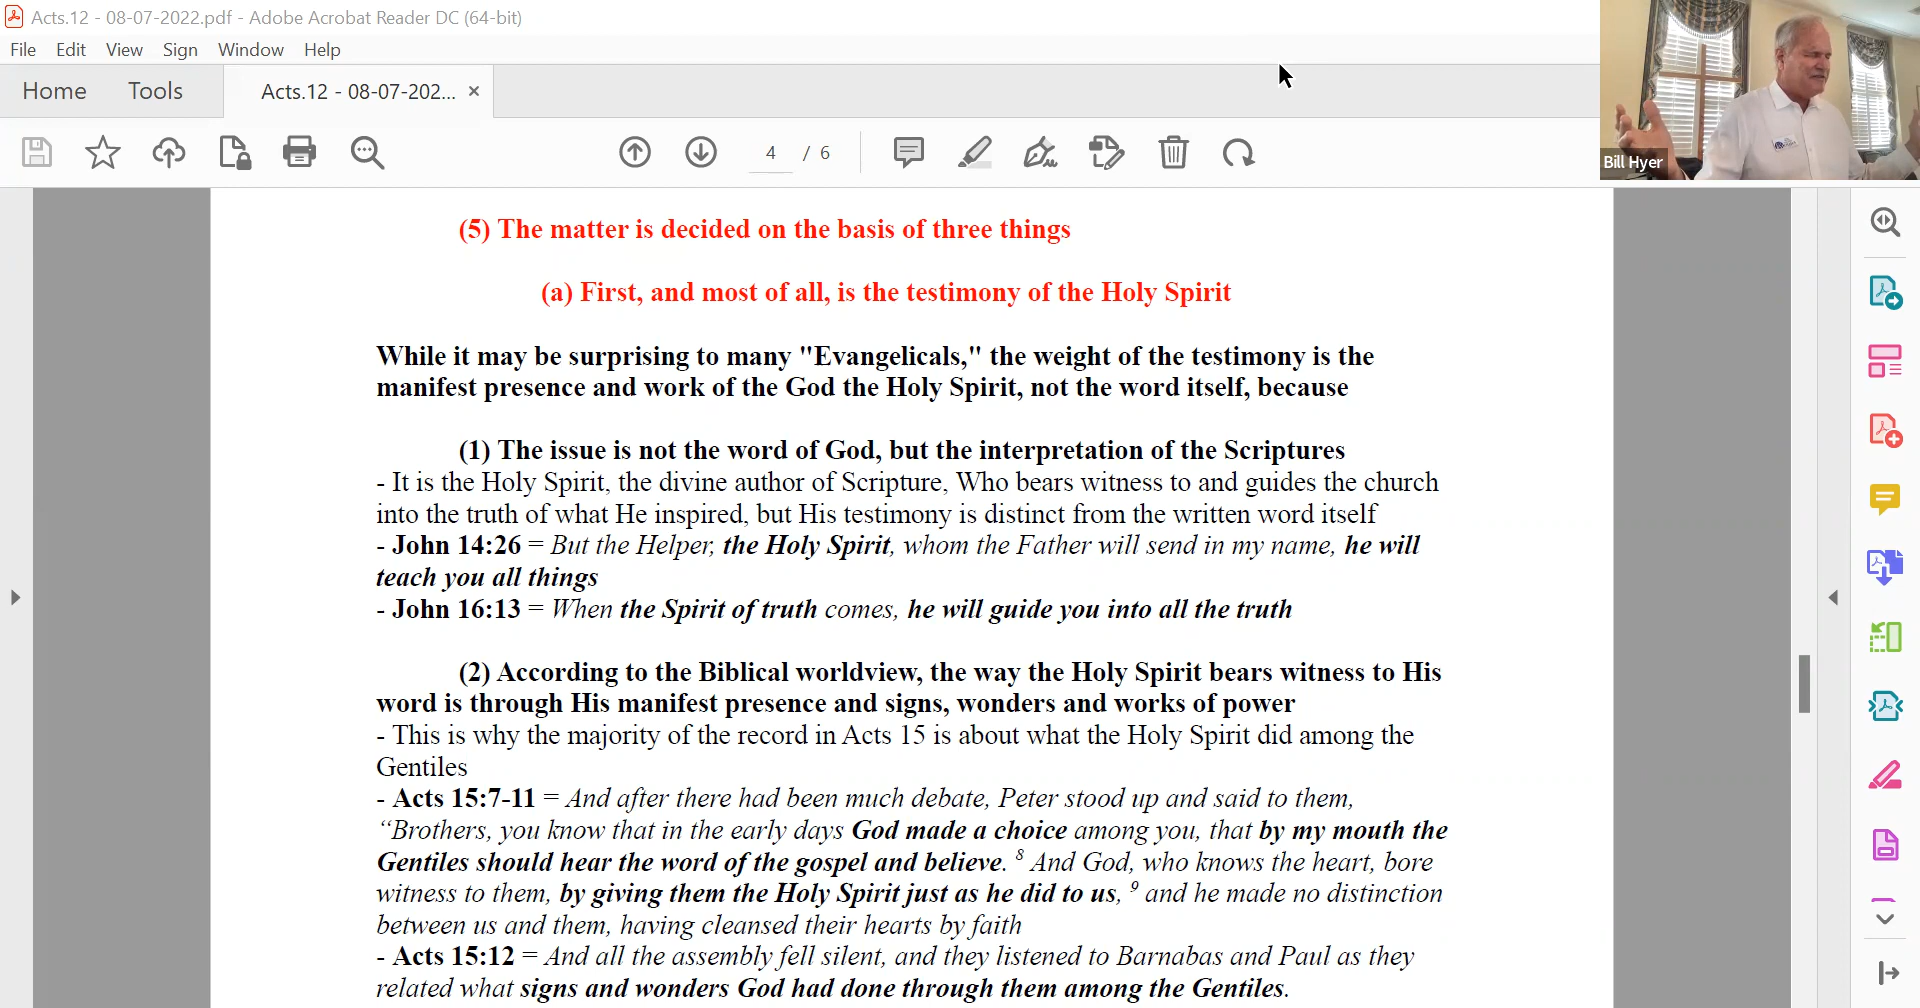 Acts.12 - 08-07-2022.pdf - Adobe Acrobat Reader DC (64-bit)
File Edit View Sign Window Help
Home Tools Acts.12 - 08-07-202... ×
4 / 6
Bill Hyer
(5) The matter is decided on the basis of three things
(a) First, and most of all, is the testimony of the Holy Spirit
While it may be surprising to many "Evangelicals," the weight of the testimony is the
manifest presence and work of the God the Holy Spirit, not the word itself, because
(1) The issue is not the word of God, but the interpretation of the Scriptures
- It is the Holy Spirit, the divine author of Scripture, Who bears witness to and guides the church
into the truth of what He inspired, but His testimony is distinct from the written word itself
- John 14:26 = But the Helper, the Holy Spirit, whom the Father will send in my name, he will
teach you all things
- John 16:13 = When the Spirit of truth comes, he will guide you into all the truth
(2) According to the Biblical worldview, the way the Holy Spirit bears witness to His
word is through His manifest presence and signs, wonders and works of power
- This is why the majority of the record in Acts 15 is about what the Holy Spirit did among the
Gentiles
- Acts 15:7-11 = And after there had been much debate, Peter stood up and said to them,
“Brothers, you know that in the early days God made a choice among you, that by my mouth the
Gentiles should hear the word of the gospel and believe. 8 And God, who knows the heart, bore
witness to them, by giving them the Holy Spirit just as he did to us, 9 and he made no distinction
between us and them, having cleansed their hearts by faith
- Acts 15:12 = And all the assembly fell silent, and they listened to Barnabas and Paul as they
related what signs and wonders God had done through them among the Gentiles.